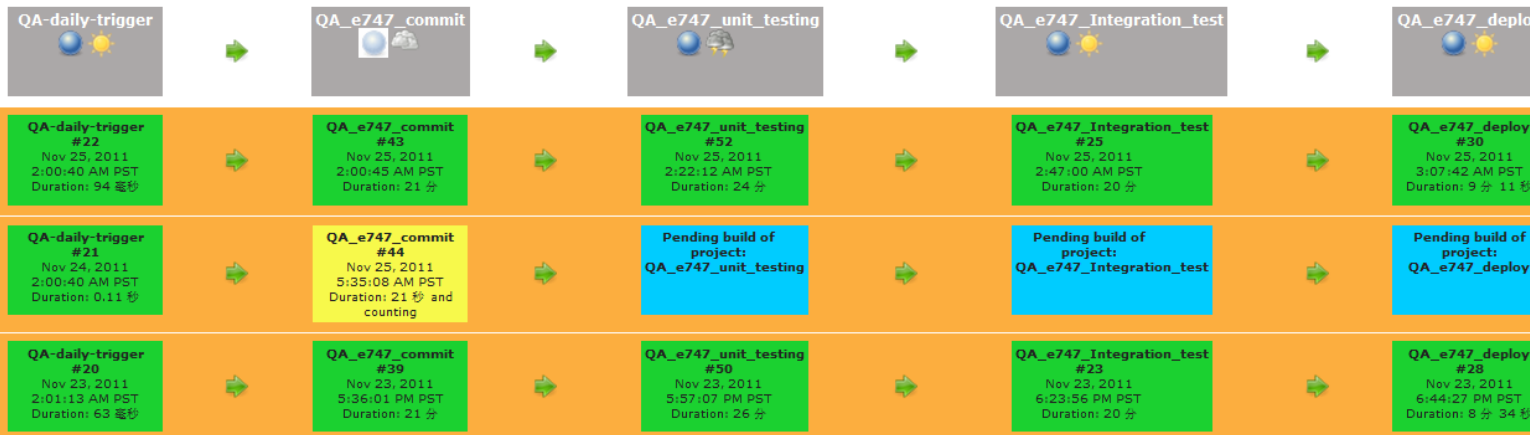 QA-daily-trigger
QA_e747_commit
QA_e747_unit_testing
QA_e747_Integration_test
QA_e747_deplo
QA-daily-trigger
#22
Nov 25, 2011
2:00:40 AM PST
Duration: 94 毫秒
QA_e747_commit
#43
Nov 25, 2011
2:00:45 AM PST
Duration: 21 分
QA_e747_unit_testing
#52
Nov 25, 2011
2:22:12 AM PST
Duration: 24 分
QA_e747_Integration_test
#25
Nov 25, 2011
2:47:00 AM PST
Duration: 20 分
QA_e747_deploy
#30
Nov 25, 2011
3:07:42 AM PST
Duration: 9 分 11 秒
QA-daily-trigger
#21
Nov 24, 2011
2:00:40 AM PST
Duration: 0.11 秒
QA_e747_commit
#44
Nov 25, 2011
5:35:08 AM PST
Duration: 21 秒 and
counting
Pending build of
project:
QA_e747_unit_testing
Pending build of
project:
QA_e747_Integration_test
Pending build of
project:
QA_e747_deploy
QA-daily-trigger
#20
Nov 23, 2011
2:01:13 AM PST
Duration: 63 毫秒
QA_e747_commit
#39
Nov 23, 2011
5:36:01 PM PST
Duration: 21 分
QA_e747_unit_testing
#50
Nov 23, 2011
5:57:07 PM PST
Duration: 26 分
QA_e747_Integration_test
#23
Nov 23, 2011
6:23:56 PM PST
Duration: 20 分
QA_e747_deploy
#28
Nov 23, 2011
6:44:27 PM PST
Duration: 8 分 34 秒